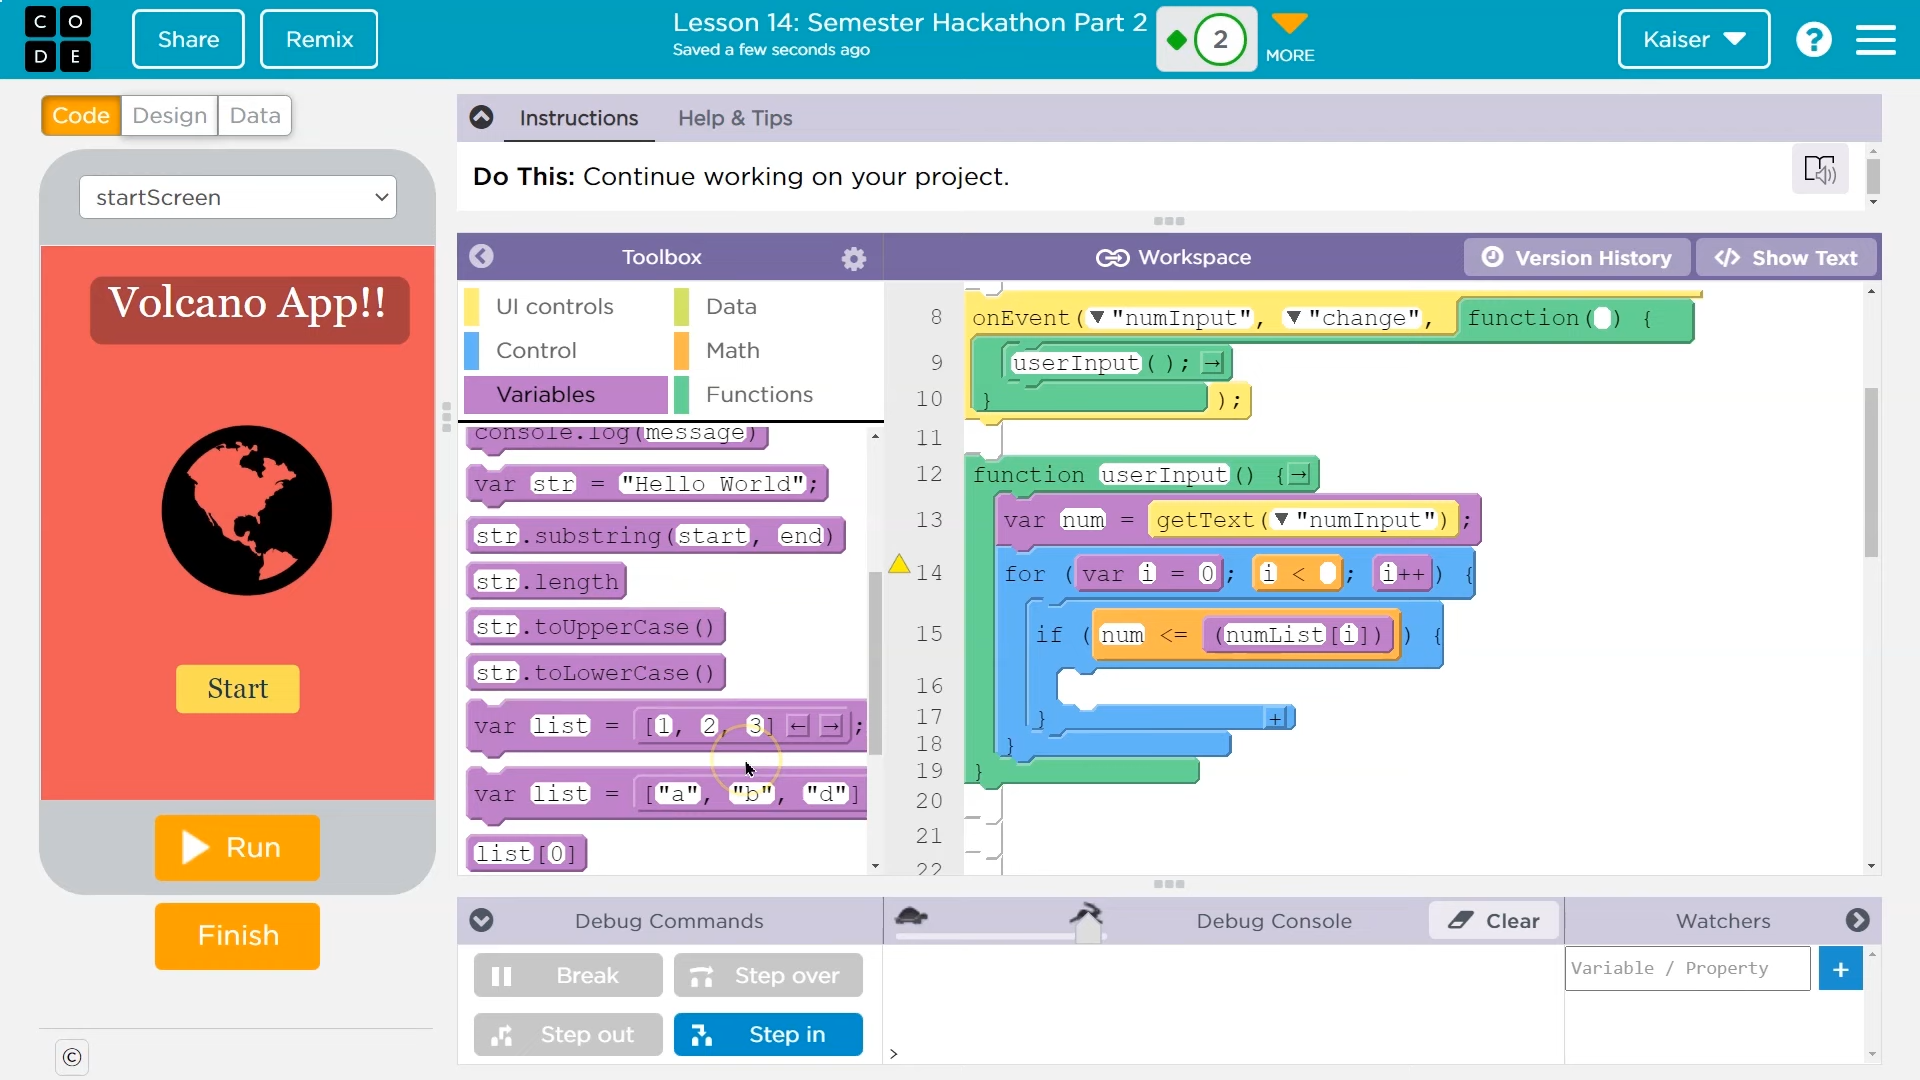 CO
DE
Share
Remix
Lesson 14: Semester Hackathon Part 2
Saved a few seconds ago
2
MORE
Kaiser
?
Code
Design
Data
startScreen
Volcano App!!
Start
Run
Finish
©
Instructions
Help & Tips
Do This: Continue working on your project.
Toolbox
UI controls
Data
Control
Math
Variables
Functions
console.log(message)
var str = "Hello World";
str.substring(start, end)
str.length
str.toUpperCase()
str.toLowerCase()
var list = [1, 2, 3] ← → ;
var list = ["a", "b", "d"]
list[0]
Workspace
Version History
</> Show Text
8 onEvent(▼"numInput", ▼"change", function( ) {
9 userInput(); →
10 } );
11
12 function userInput() { →
13 var num = getText(▼"numInput");
14 for (var i = 0; i < ; i++) {
15 if (num <= (numList[i])) {
16
17 } +
18 }
19 }
20
21
22
Debug Commands
Break
Step over
Step out
Step in
Debug Console
Clear
>
Watchers
Variable / Property
+